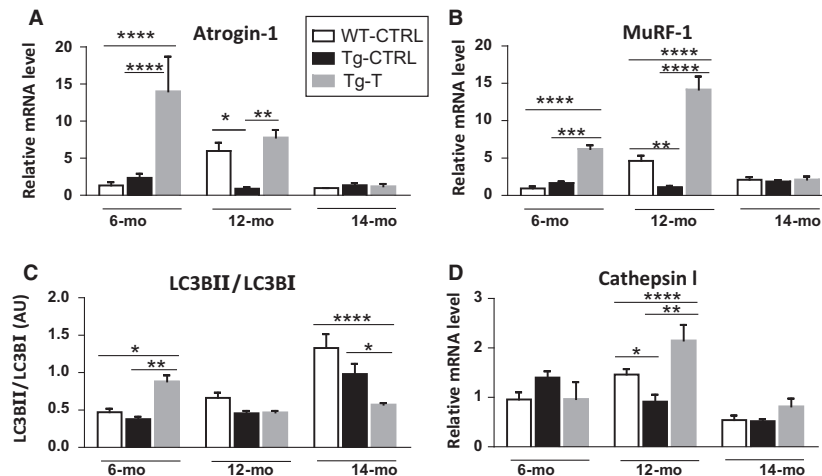 A
Atrogin-1
Relative mRNA level
20
15
10
5
0
****
****
*
**
6-mo
12-mo
14-mo
WT-CTRL
Tg-CTRL
Tg-T
B
MuRF-1
Relative mRNA level
20
15
10
5
0
****
***
****
****
**
6-mo
12-mo
14-mo
C
LC3BII/LC3BI
LC3BII/LC3BI (AU)
2.0
1.5
1.0
0.5
0.0
*
**
****
*
6-mo
12-mo
14-mo
D
Cathepsin l
Relative mRNA level
3
2
1
0
****
**
*
6-mo
12-mo
14-mo